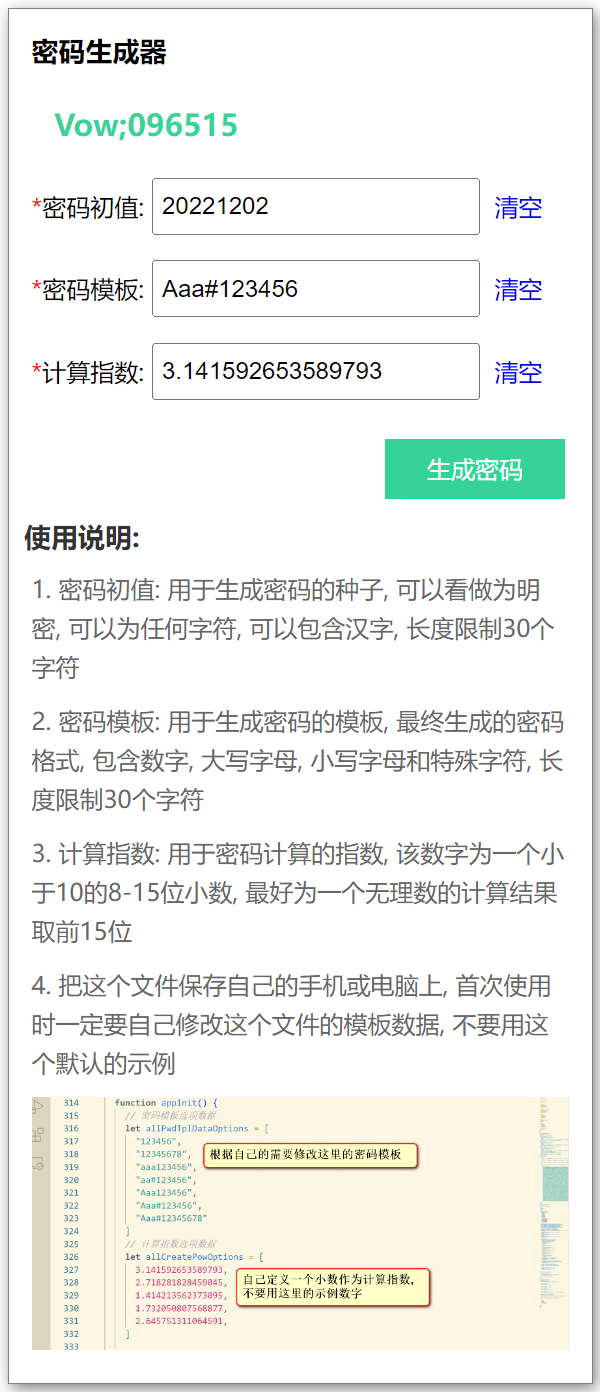 密码生成器
Vow;096515
*密码初值: 20221202 清空
*密码模板: Aaa#123456 清空
*计算指数: 3.141592653589793 清空
生成密码
使用说明:
1. 密码初值: 用于生成密码的种子, 可以看做为明
密, 可以为任何字符, 可以包含汉字, 长度限制30个
字符
2. 密码模板: 用于生成密码的模板, 最终生成的密码
格式, 包含数字, 大写字母, 小写字母和特殊字符, 长
度限制30个字符
3. 计算指数: 用于密码计算的指数, 该数字为一个小
于10的8-15位小数, 最好为一个无理数的计算结果
取前15位
4. 把这个文件保存自己的手机或电脑上, 首次使用
时一定要自己修改这个文件的模板数据, 不要用这
个默认的示例
314 function appInit() {
315 // 密码模板选项数据
316 let allPwdTplDataOptions = [
317 "123456",
318 "12345678", 根据自己的需要修改这里的密码模板
319 "aaa123456",
320 "aa#123456",
321 "Aaa123456",
322 "Aaa#123456",
323 "Aaa#12345678"
324 ]
325 // 计算指数选项数据
326 let allCreatePowOptions = [
327 3.141592653589793,
328 2.718281828459045, 自己定义一个小数作为计算指数,
329 1.414213562373095, 不要用这里的示例数字
330 1.732050807568877,
331 2.645751311064591,
332 ]
333